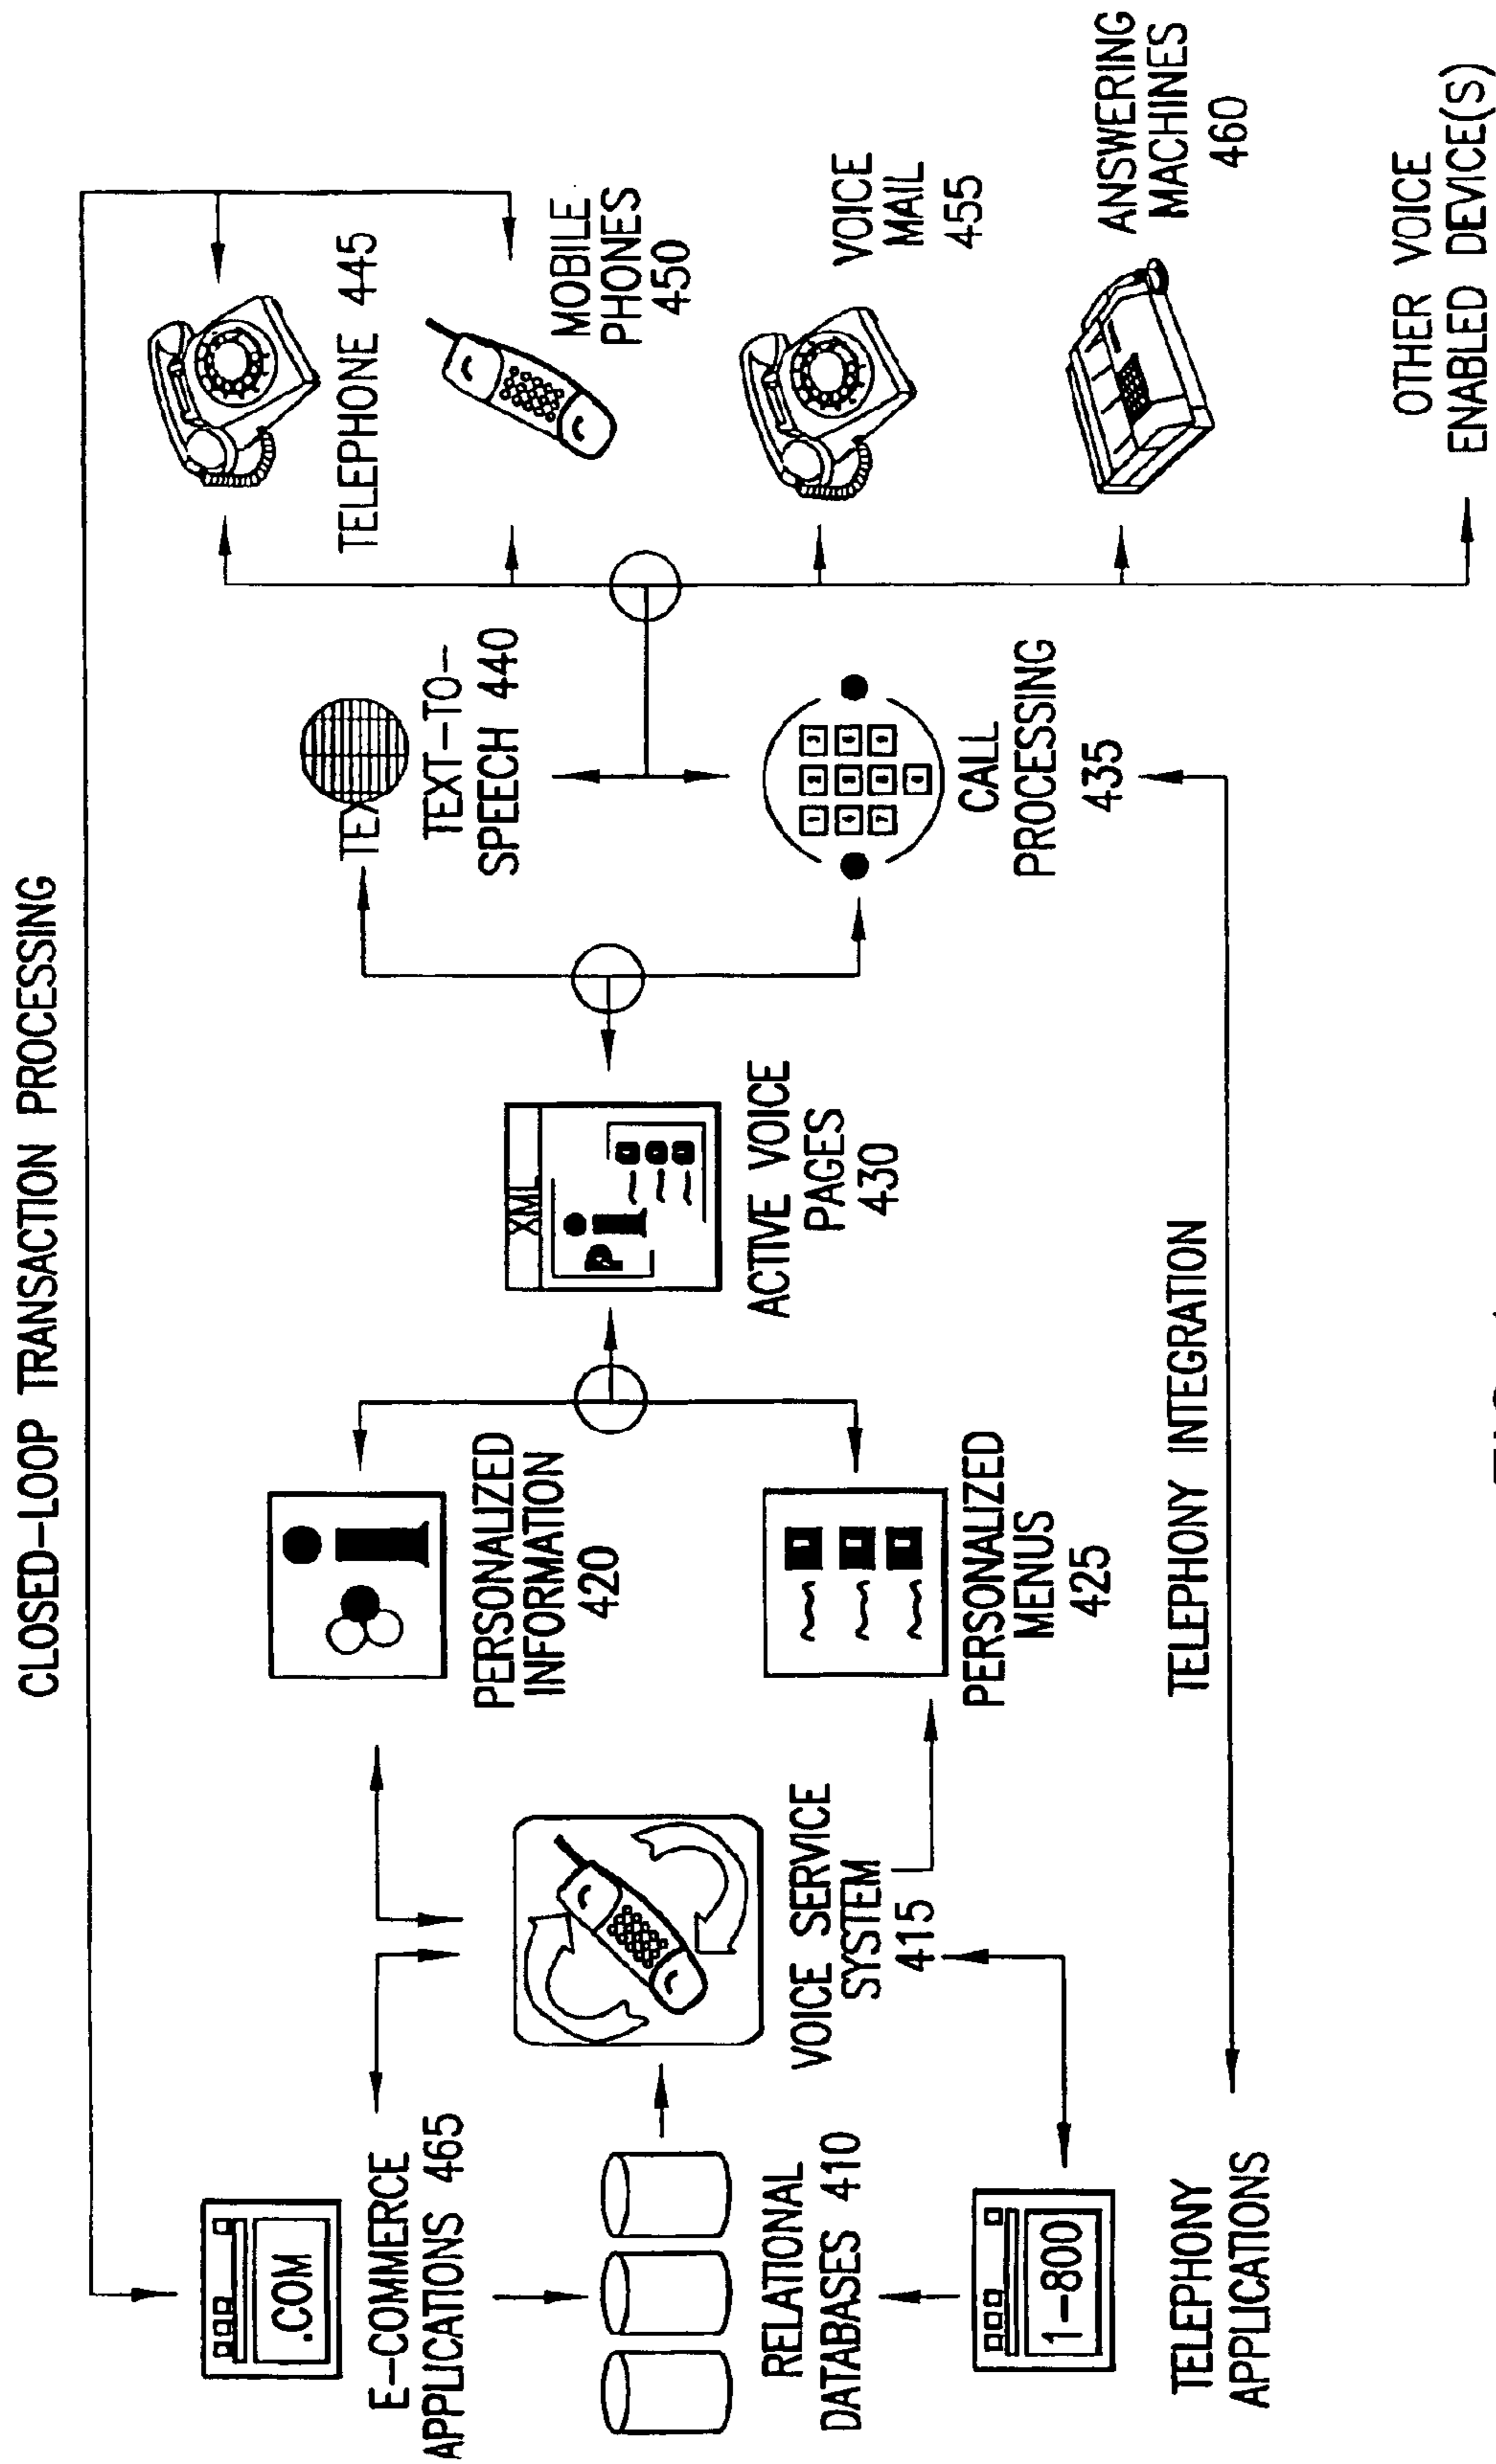 CLOSED-LOOP TRANSACTION PROCESSING
.COM
E-COMMERCE
APPLICATIONS 465
RELATIONAL
DATABASES 410
1-800
TELEPHONY
APPLICATIONS
VOICE SERVICE
SYSTEM
415
PERSONALIZED
INFORMATION
420
PERSONALIZED
MENUS
425
TELEPHONY INTEGRATION
XML
ACTIVE VOICE
PAGES
430
TEX
TEXT-TO-
SPEECH 440
CALL
PROCESSING
435
TELEPHONE 445
MOBILE
PHONES
450
VOICE
MAIL
455
ANSWERING
MACHINES
460
OTHER VOICE
ENABLED DEVICE(S)